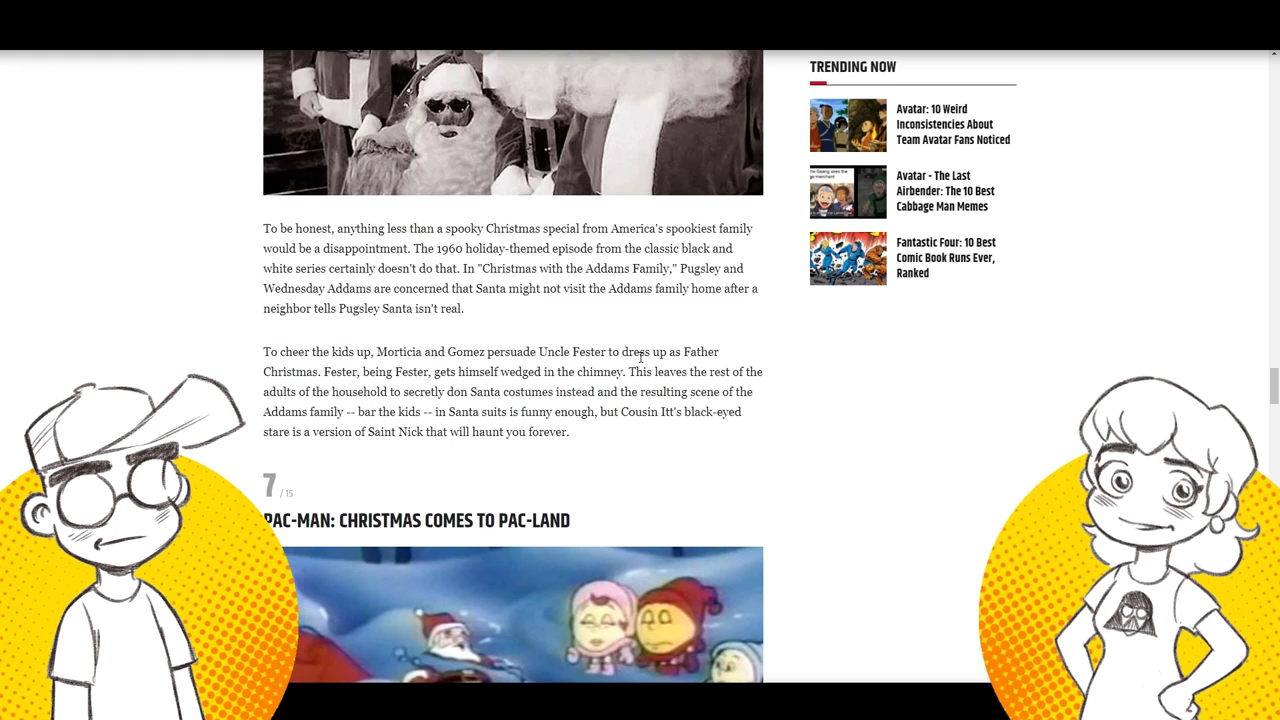 To be honest, anything less than a spooky Christmas special from America's spookiest family
would be a disappointment. The 1960 holiday-themed episode from the classic black and
white series certainly doesn't do that. In "Christmas with the Addams Family," Pugsley and
Wednesday Addams are concerned that Santa might not visit the Addams family home after a
neighbor tells Pugsley Santa isn't real.
To cheer the kids up, Morticia and Gomez persuade Uncle Fester to dress up as Father
Christmas. Fester, being Fester, gets himself wedged in the chimney. This leaves the rest of the
adults of the household to secretly don Santa costumes instead and the resulting scene of the
Addams family -- bar the kids -- in Santa suits is funny enough, but Cousin Itt's black-eyed
stare is a version of Saint Nick that will haunt you forever.
7 / 15
PAC-MAN: CHRISTMAS COMES TO PAC-LAND
TRENDING NOW
Avatar: 10 Weird
Inconsistencies About
Team Avatar Fans Noticed
Avatar - The Last
Airbender: The 10 Best
Cabbage Man Memes
Fantastic Four: 10 Best
Comic Book Runs Ever,
Ranked